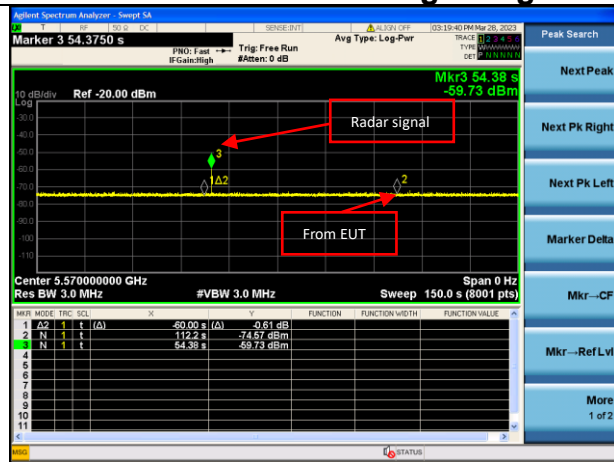 Agilent Spectrum Analyzer - Swept SA
T RF 50 Ω DC SENSE:INT ALIGN OFF 03:19:40 PM Mar 28, 2023
Marker 3 54.3750 s
PNO: Fast
IFGain:High
Trig: Free Run
#Atten: 0 dB
Avg Type: Log-Pwr
TRACE 1 2 3 4 5 6
TYPE
DET P N N N N N
Peak Search
Mkr3 54.38 s
-59.73 dBm
10 dB/div Ref -20.00 dBm
Log
-30.0
-40.0
-50.0
-60.0
-70.0
-80.0
-90.0
-100
-110
Radar signal
3
1Δ2
2
From EUT
Center 5.570000000 GHz Span 0 Hz
Res BW 3.0 MHz #VBW 3.0 MHz Sweep 150.0 s (8001 pts)
MKR MODE TRC SCL X Y FUNCTION FUNCTION WIDTH FUNCTION VALUE
1 Δ2 1 t (Δ) -60.00 s (Δ) -0.61 dB
2 N 1 t 112.2 s -74.57 dBm
3 N 1 t 54.38 s -59.73 dBm
4
5
6
7
8
9
10
11
MSG STATUS
Next Peak
Next Pk Right
Next Pk Left
Marker Delta
Mkr→CF
Mkr→Ref Lvl
More
1 of 2